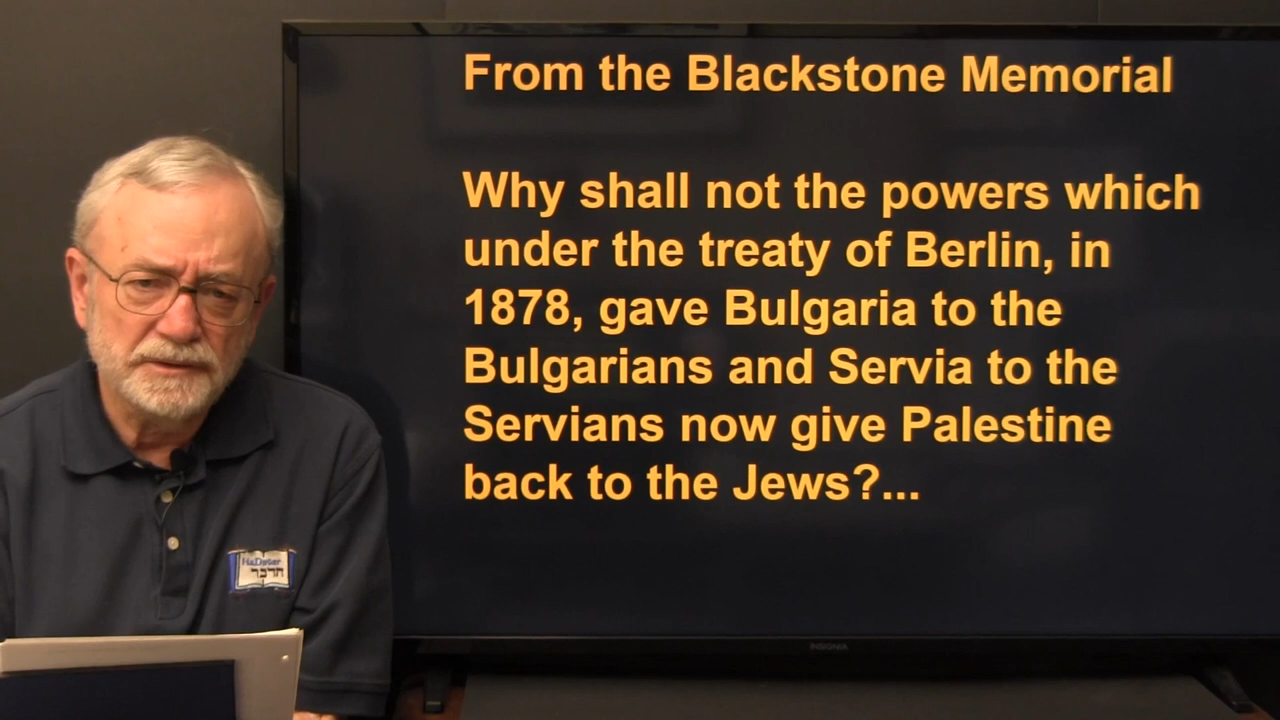 From the Blackstone Memorial
Why shall not the powers which
under the treaty of Berlin, in
1878, gave Bulgaria to the
Bulgarians and Servia to the
Servians now give Palestine
back to the Jews?...
HaDavar
הדבר
INSIGNIA